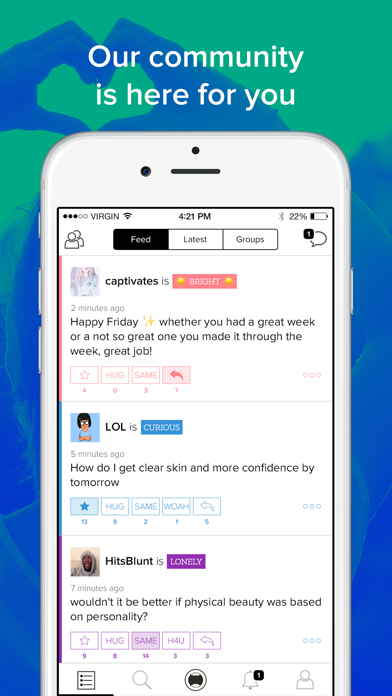 Our community
is here for you
VIRGIN 4:21 PM 22%
Feed Latest Groups 1
captivates is BRIGHT
2 minutes ago
Happy Friday ✨ whether you had a great week
or a not so great one you made it through the
week, great job!
HUG SAME
4 0 3 7
LOL is CURIOUS
5 minutes ago
How do I get clear skin and more confidence by
tomorrow
HUG SAME WOAH
13 9 2 1 5
HitsBlunt is LONELY
7 minutes ago
wouldn't it be better if physical beauty was based
on personality?
HUG SAME H4U
9 8 14 3 3
1